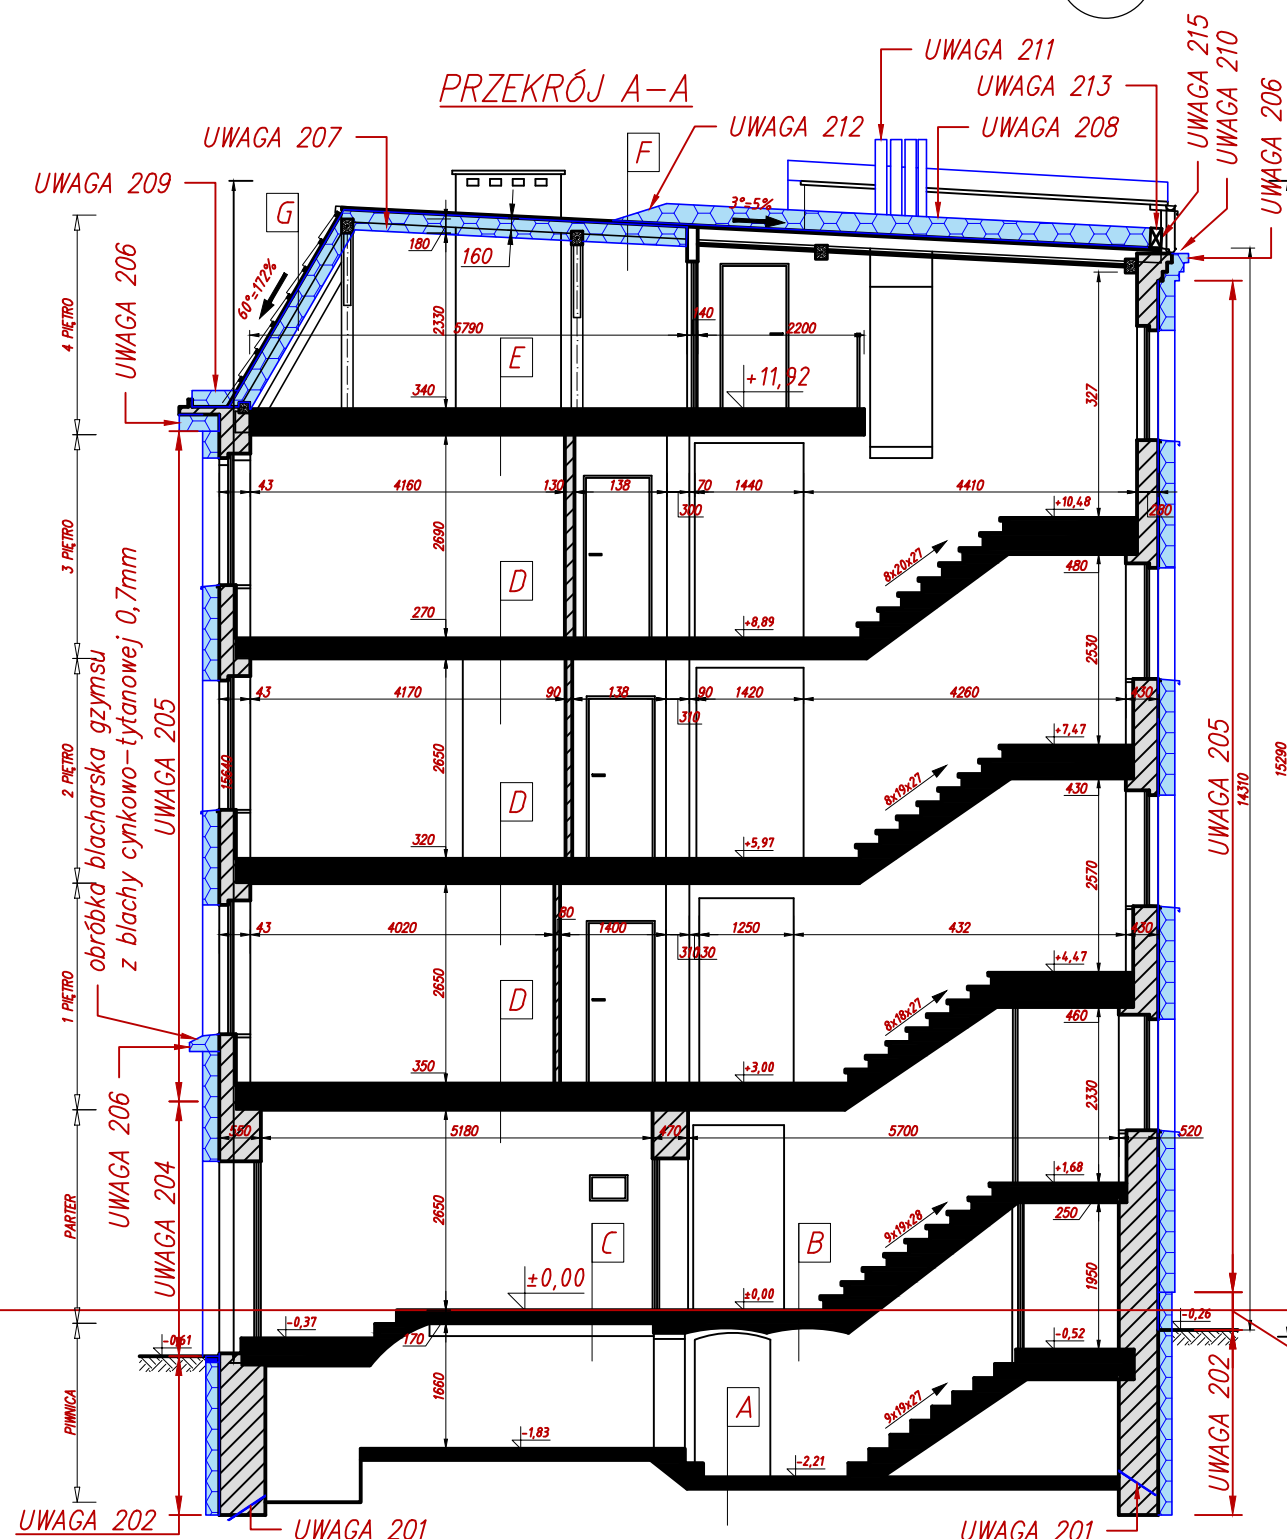 PRZEKRÓJ A-A
UWAGA 211
UWAGA 213
UWAGA 215
UWAGA 210
UWAGA 206
UWAGA 207
UWAGA 212
UWAGA 208
UWAGA 209
UWAGA 206
G
F
3°=5%
60°=172%
180
160
2330
5790
140
2200
E
+11,92
340
327
4 PIĘTRO
43
4160
130
138
70
1440
4410
300
280
+10,48
480
3 PIĘTRO
2690
D
8x20x27
270
+8,89
2530
obróbka blacharska gzymsu
z blachy cynkowo-tytanowej 0,7mm
UWAGA 205
43
4170
90
138
90
1420
4260
430
310
+7,47
430
2 PIĘTRO
15640
2650
D
8x19x27
320
+5,97
2570
UWAGA 205
14310
15290
43
4020
80
1400
1250
432
430
31030
+4,47
460
1 PIĘTRO
2650
D
8x18x27
350
+3,00
2330
UWAGA 206
UWAGA 204
550
5180
470
5700
520
+1,68
250
PARTER
2650
C
B
9x19x28
1950
±0,00
±0,00
-0,37
-0,61
170
-0,26
-0,52
PIWNICA
1660
A
9x19x27
-1,83
-2,21
UWAGA 202
UWAGA 202
UWAGA 201
UWAGA 201